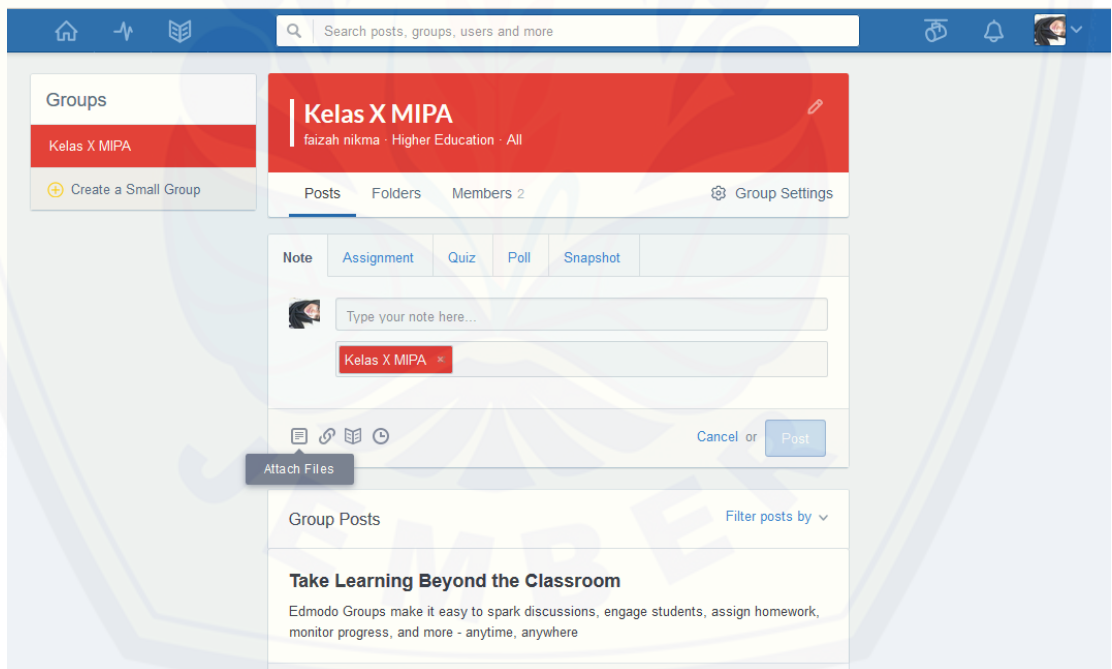 Search posts, groups, users and more
Groups
Kelas X MIPA
Create a Small Group
Kelas X MIPA
faizah nikma · Higher Education · All
Posts Folders Members 2 Group Settings
Note Assignment Quiz Poll Snapshot
Type your note here...
Kelas X MIPA ×
Cancel or Post
Attach Files
Group Posts Filter posts by
Take Learning Beyond the Classroom
Edmodo Groups make it easy to spark discussions, engage students, assign homework,
monitor progress, and more - anytime, anywhere
JEMBER